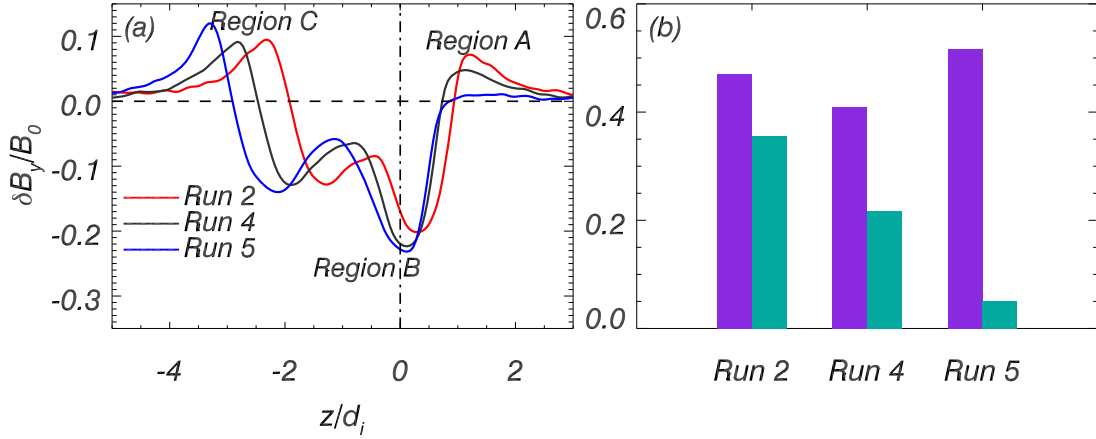 (a)
Region C
Region A
Region B
0.1
0.0
-0.1
-0.2
-0.3
δB_y/B_0
Run 2
Run 4
Run 5
-4
-2
0
2
z/d_i
(b)
0.6
0.4
0.2
0.0
Run 2
Run 4
Run 5